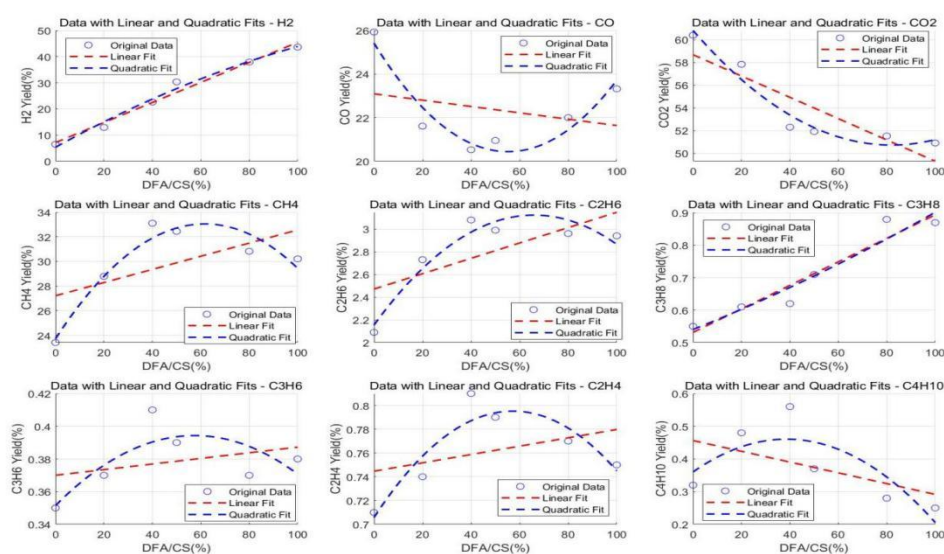 Data with Linear and Quadratic Fits - H2
50
40
30
20
10
0
H2 Yield(%)
Original Data
Linear Fit
Quadratic Fit
0 20 40 60 80 100
DFA/CS(%)
Data with Linear and Quadratic Fits - CO
26
24
22
20
CO Yield(%)
Original Data
Linear Fit
Quadratic Fit
0 20 40 60 80 100
DFA/CS(%)
Data with Linear and Quadratic Fits - CO2
60
58
56
54
52
50
CO2 Yield(%)
Original Data
Linear Fit
Quadratic Fit
0 20 40 60 80 100
DFA/CS(%)
Data with Linear and Quadratic Fits - CH4
34
32
30
28
26
24
CH4 Yield(%)
Original Data
Linear Fit
Quadratic Fit
0 20 40 60 80 100
DFA/CS(%)
Data with Linear and Quadratic Fits - C2H6
3
2.8
2.6
2.4
2.2
2
C2H6 Yield(%)
Original Data
Linear Fit
Quadratic Fit
0 20 40 60 80 100
DFA/CS(%)
Data with Linear and Quadratic Fits - C3H8
0.9
0.8
0.7
0.6
0.5
C3H8 Yield(%)
Original Data
Linear Fit
Quadratic Fit
0 20 40 60 80 100
DFA/CS(%)
Data with Linear and Quadratic Fits - C3H6
0.42
0.4
0.38
0.36
0.34
C3H6 Yield(%)
Original Data
Linear Fit
Quadratic Fit
0 20 40 60 80 100
DFA/CS(%)
Data with Linear and Quadratic Fits - C2H4
0.8
0.78
0.76
0.74
0.72
0.7
C2H4 Yield(%)
Original Data
Linear Fit
Quadratic Fit
0 20 40 60 80 100
DFA/CS(%)
Data with Linear and Quadratic Fits - C4H10
0.6
0.5
0.4
0.3
0.2
C4H10 Yield(%)
Original Data
Linear Fit
Quadratic Fit
0 20 40 60 80 100
DFA/CS(%)